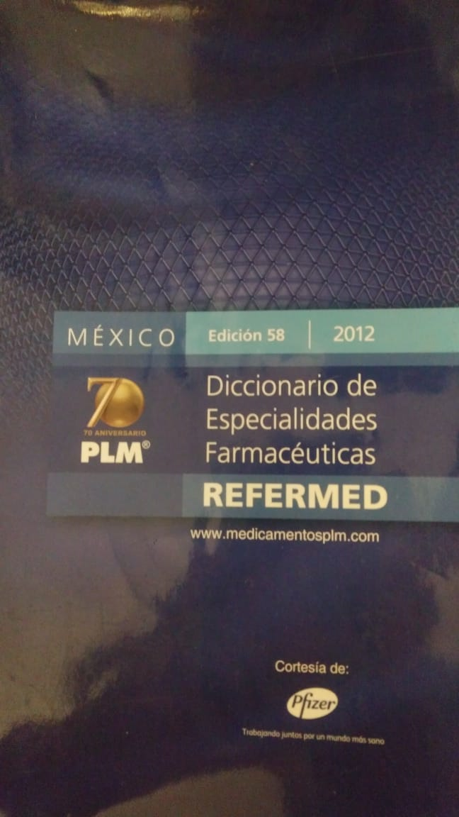 MÉXICO
Edición 58 | 2012
70
70 ANIVERSARIO
PLM®
Diccionario de
Especialidades
Farmacéuticas
REFERMED
www.medicamentosplm.com
Cortesía de:
Pfizer
Trabajando juntos por un mundo más sano